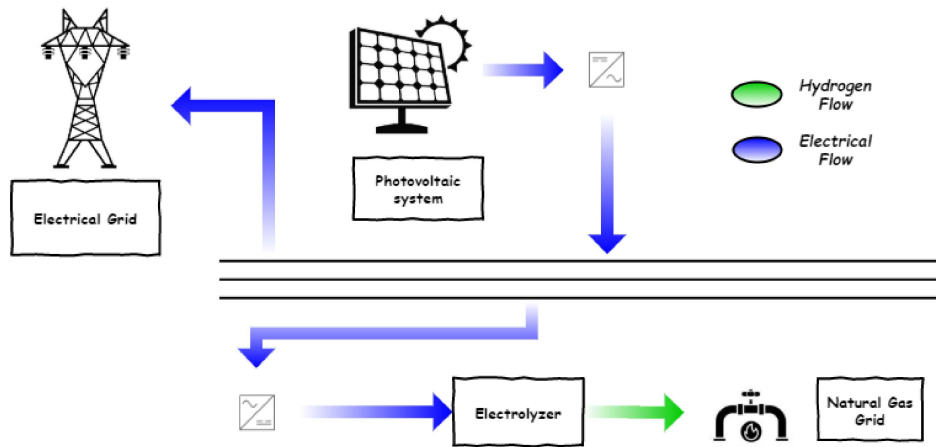 Hydrogen
Flow
Electrical
Flow
Photovoltaic
system
Electrical Grid
Electrolyzer
Natural Gas
Grid